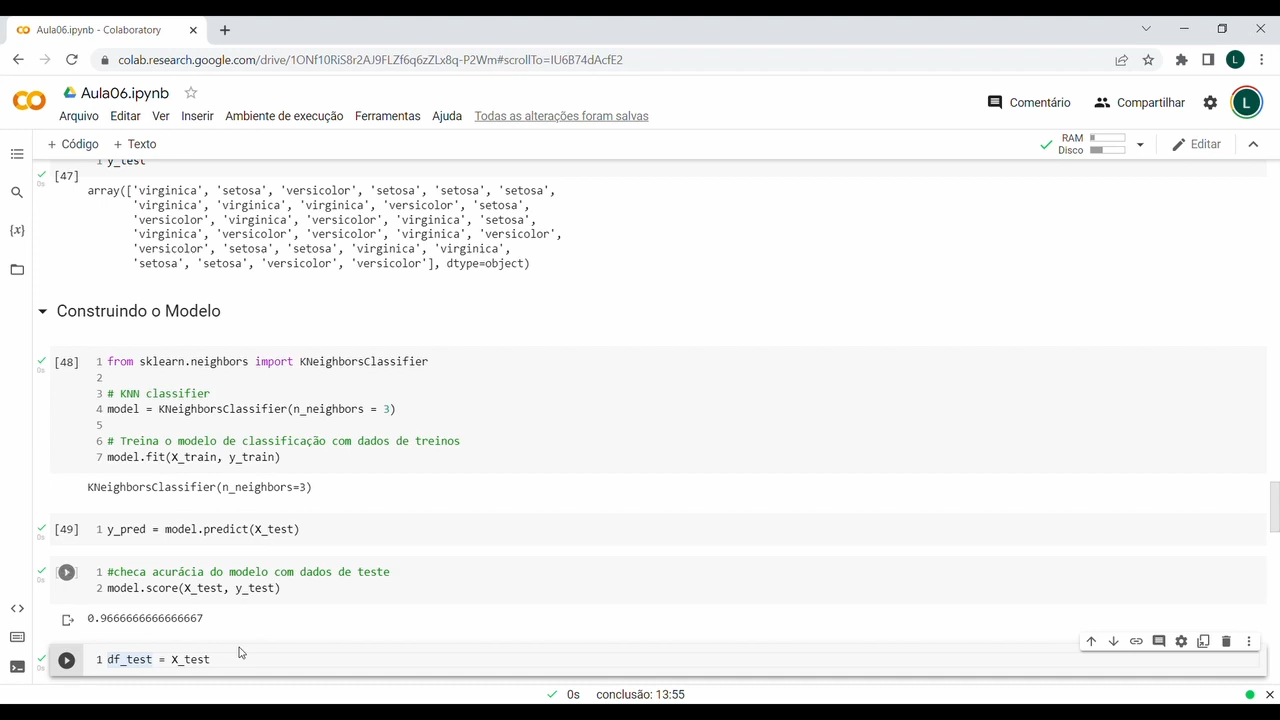 Aula06.ipynb - Colaboratory
colab.research.google.com/drive/1ONf10RiS8r2AJ9FLZf6q6zZLx8q-P2Wm#scrollTo=IU6B74dAcfE2
L
Aula06.ipynb
Comentário Compartilhar L
Arquivo Editar Ver Inserir Ambiente de execução Ferramentas Ajuda Todas as alterações foram salvas
+ Código + Texto RAM Disco Editar
1 y_test
0s [47]
array(['virginica', 'setosa', 'versicolor', 'setosa', 'setosa', 'setosa',
'virginica', 'virginica', 'virginica', 'versicolor', 'setosa',
'versicolor', 'virginica', 'versicolor', 'virginica', 'setosa',
'virginica', 'versicolor', 'versicolor', 'virginica', 'versicolor',
'versicolor', 'setosa', 'setosa', 'virginica', 'virginica',
'setosa', 'setosa', 'versicolor', 'versicolor'], dtype=object)
Construindo o Modelo
0s [48] 1 from sklearn.neighbors import KNeighborsClassifier
2
3 # KNN classifier
4 model = KNeighborsClassifier(n_neighbors = 3)
5
6 # Treina o modelo de classificação com dados de treinos
7 model.fit(X_train, y_train)
KNeighborsClassifier(n_neighbors=3)
0s [49] 1 y_pred = model.predict(X_test)
0s 1 #checa acurácia do modelo com dados de teste
2 model.score(X_test, y_test)
0.9666666666666667
0s 1 df_test = X_test
0s conclusão: 13:55